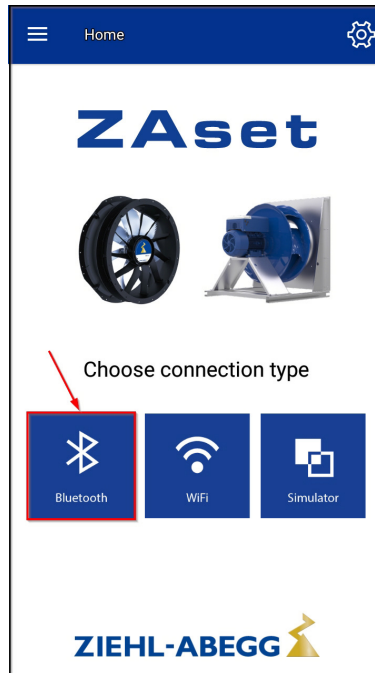 Home
ZAset
Choose connection type
Bluetooth
WiFi
Simulator
ZIEHL-ABEGG